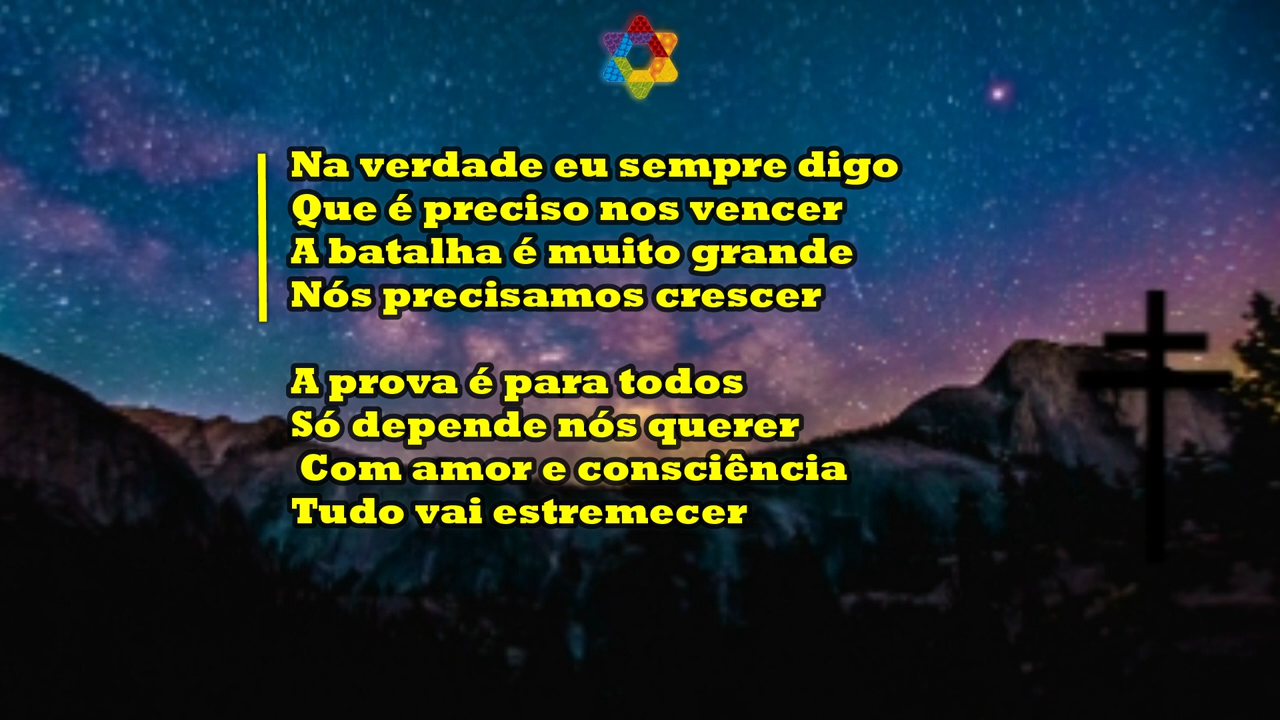 Na verdade eu sempre digo
Que é preciso nos vencer
A batalha é muito grande
Nós precisamos crescer
A prova é para todos
Só depende nós querer
Com amor e consciência
Tudo vai estremecer